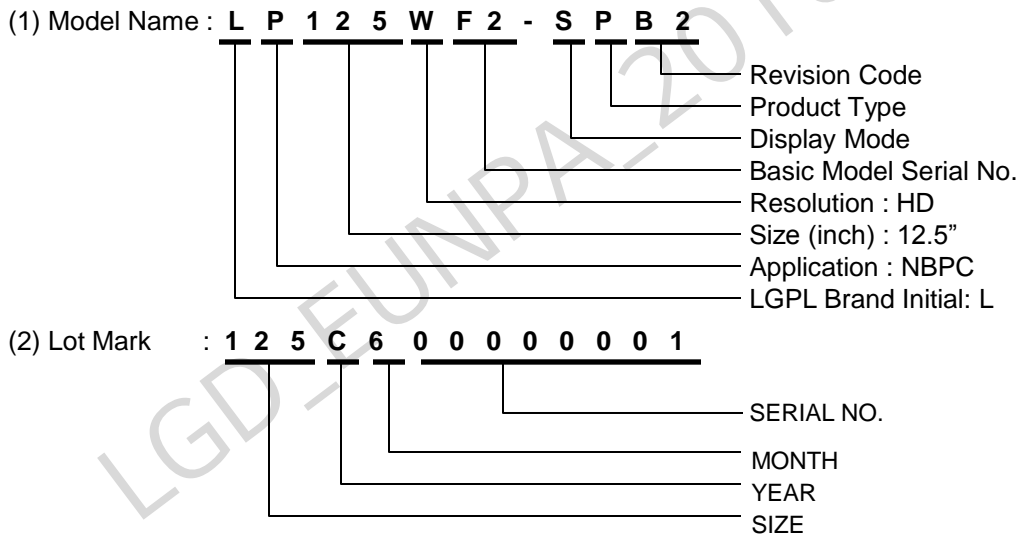 (1) Model Name : L P 1 2 5 W F 2 - S P B 2
Revision Code
Product Type
Display Mode
Basic Model Serial No.
Resolution : HD
Size (inch) : 12.5”
Application : NBPC
LGPL Brand Initial: L
(2) Lot Mark : 1 2 5 C 6 0 0 0 0 0 0 0 1
SERIAL NO.
MONTH
YEAR
SIZE
LGD_EUNPA_201